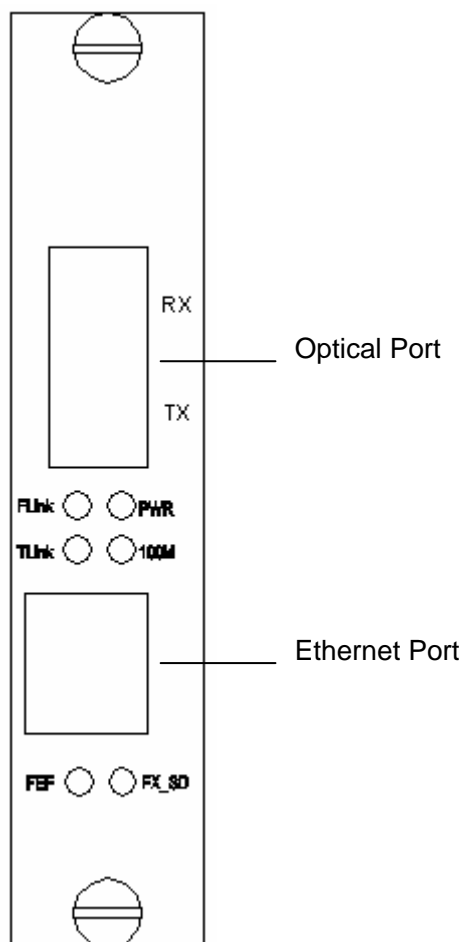 RX
Optical Port
TX
FLink PWR
TLink 100M
Ethernet Port
FEF FX_SD